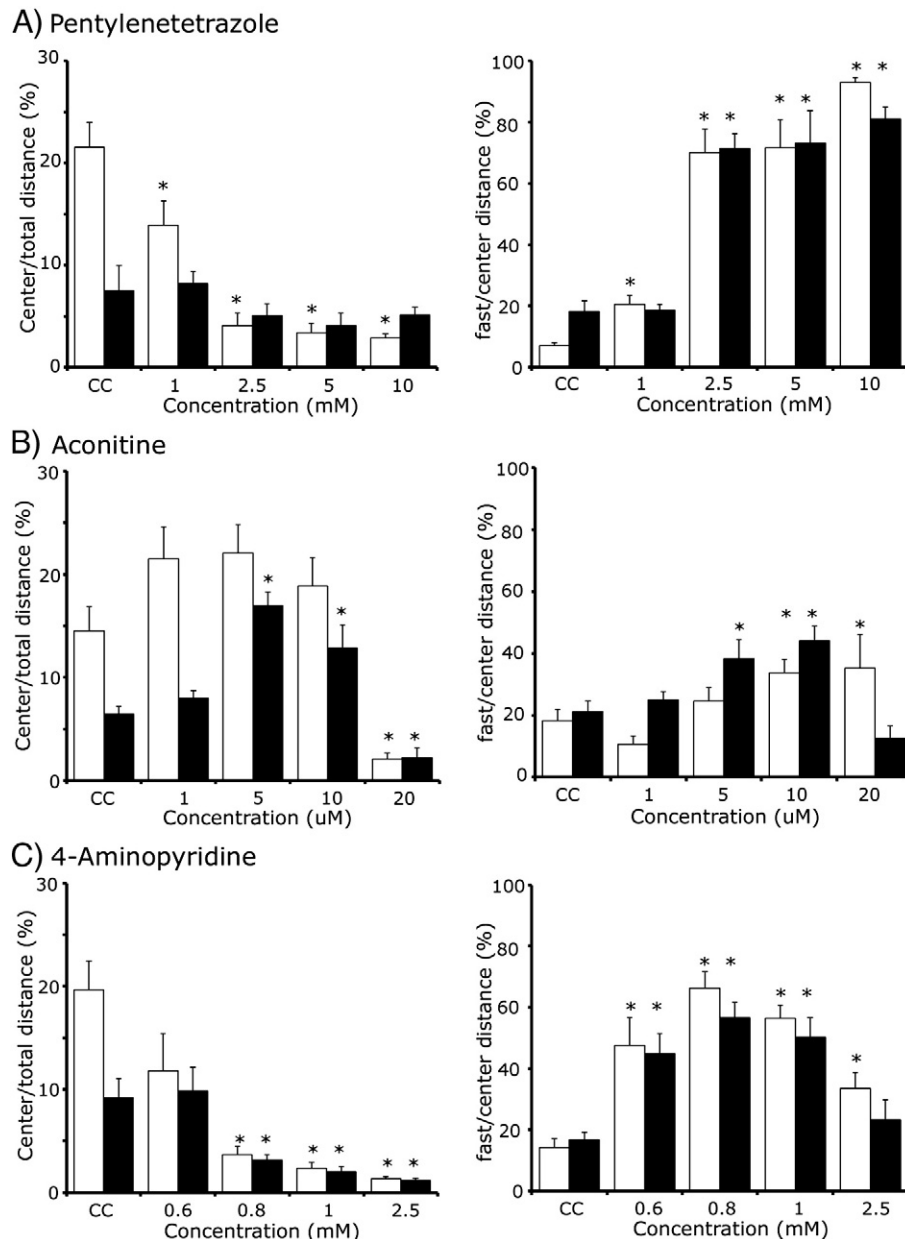 A) Pentylenetetrazole
Center/total distance (%)
30
20
10
0
* * * *
CC 1 2.5 5 10
Concentration (mM)
fast/center distance (%)
100
80
60
40
20
0
* * * * * * *
CC 1 2.5 5 10
Concentration (mM)
B) Aconitine
Center/total distance (%)
30
20
10
0
* * * *
CC 1 5 10 20
Concentration (uM)
fast/center distance (%)
100
80
60
40
20
0
* * * *
CC 1 5 10 20
Concentration (uM)
C) 4-Aminopyridine
Center/total distance (%)
30
20
10
0
* * * * * *
CC 0.6 0.8 1 2.5
Concentration (mM)
fast/center distance (%)
100
80
60
40
20
0
* * * * * * *
CC 0.6 0.8 1 2.5
Concentration (mM)